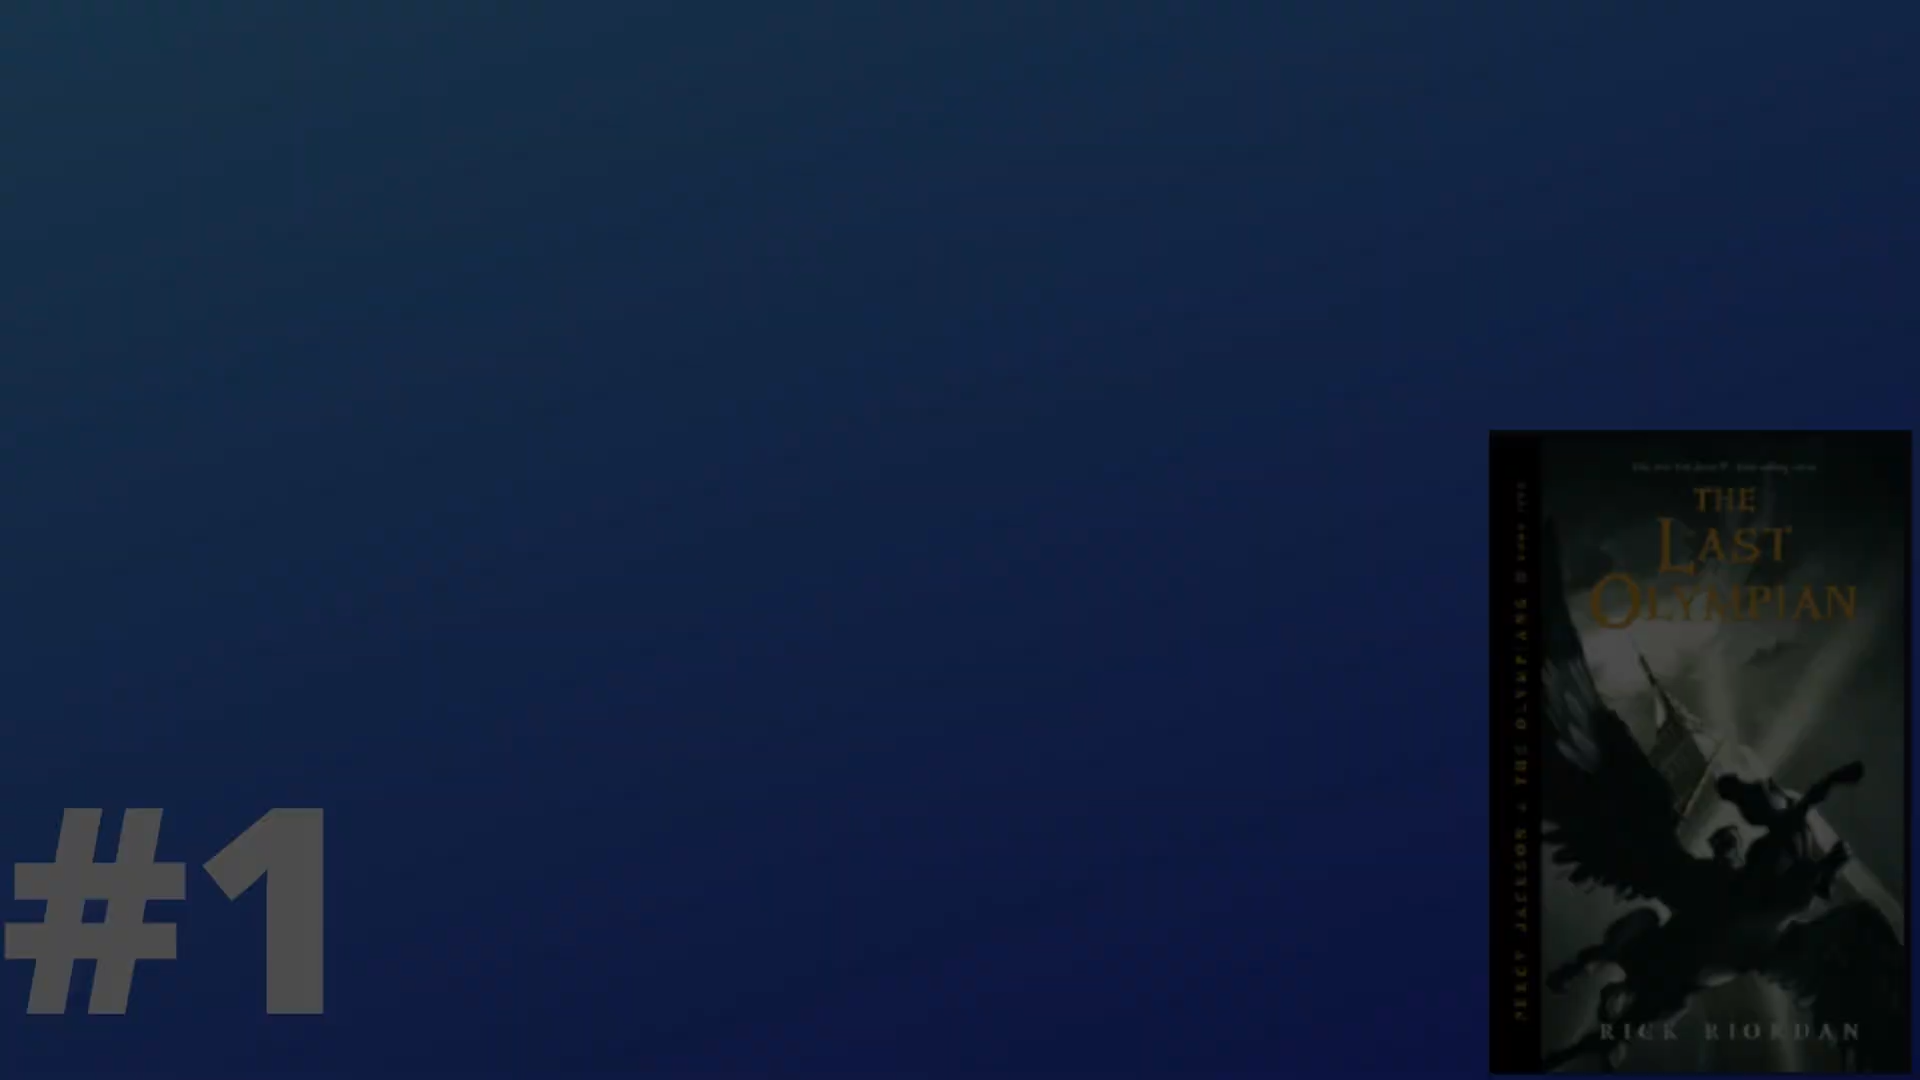 THE
LAST
OLYMPIAN
PERCY JACKSON & THE OLYMPIANS
#1
RICK RIORDAN